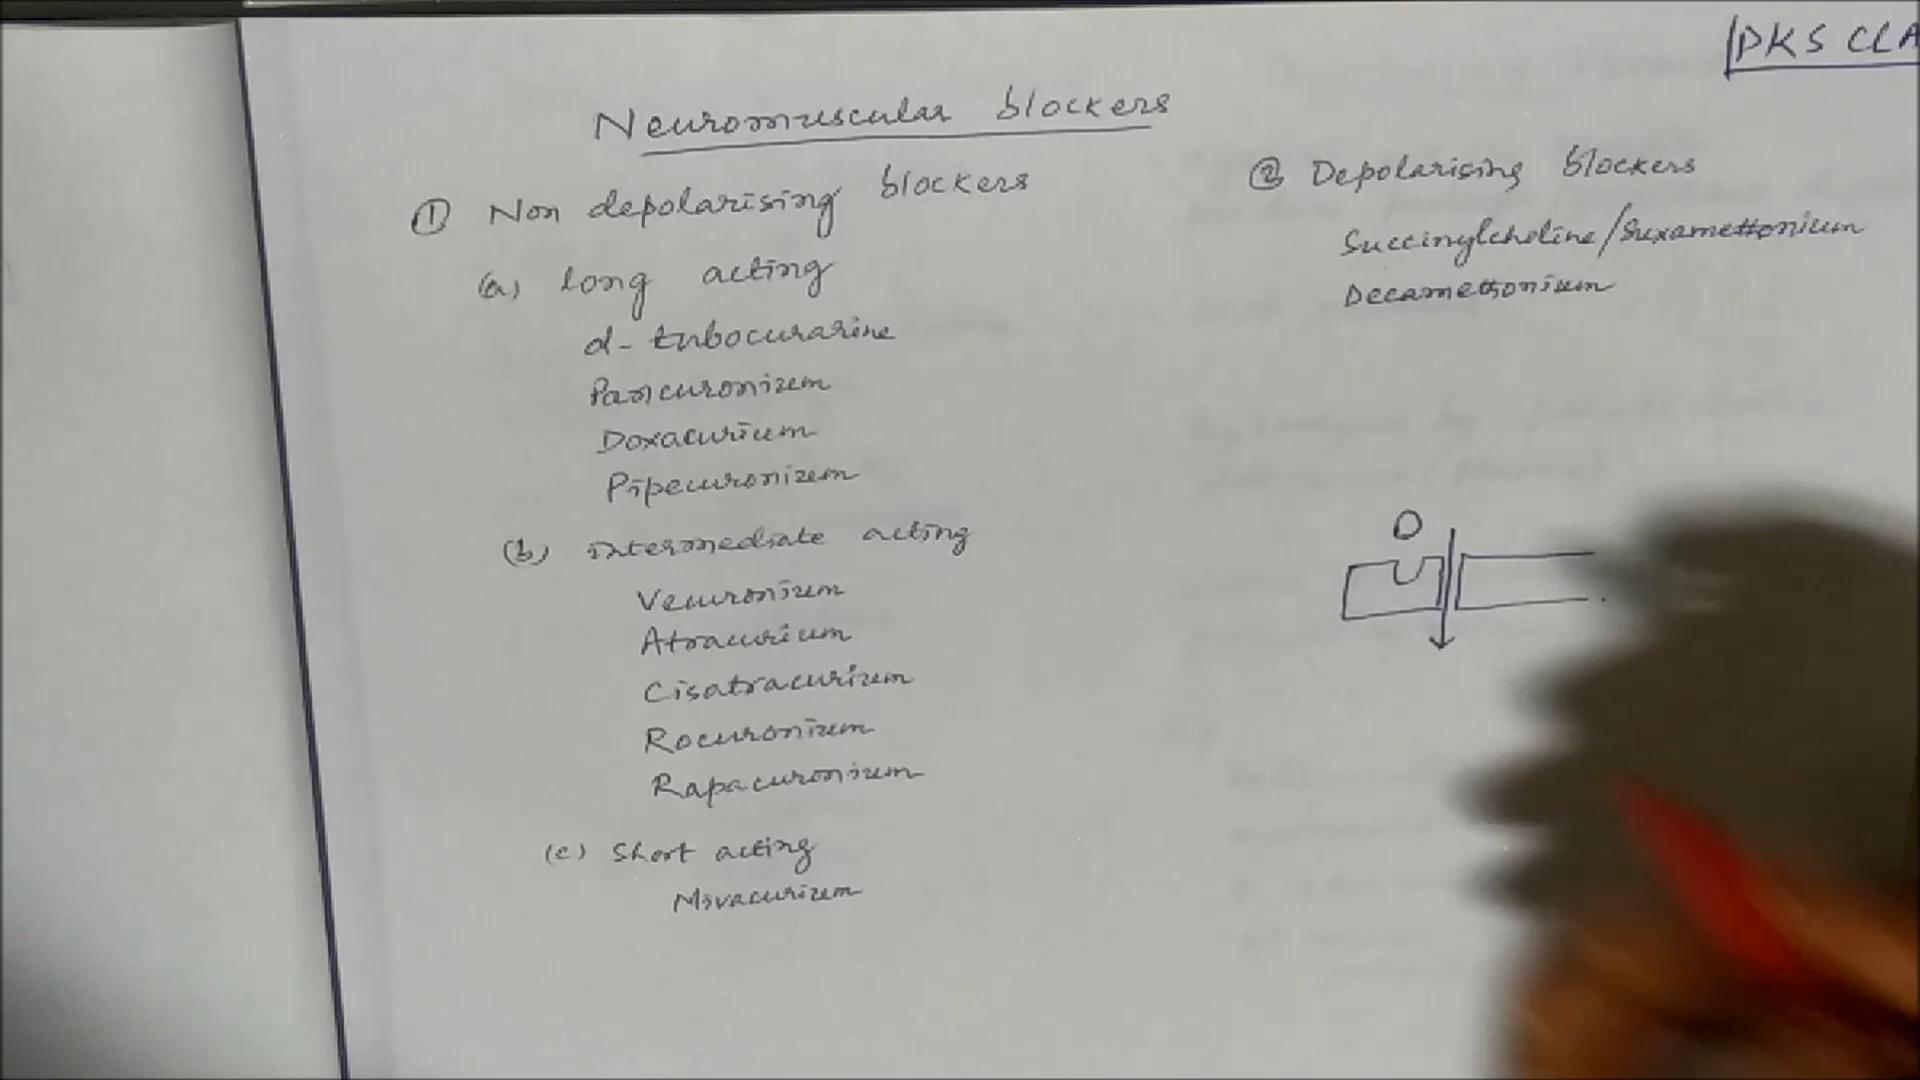 PKS CLA
Neuromuscular blockers
① Non depolarising blockers
(a) long acting
d-tubocurarine
Pancuronium
Doxacurium
Pipecuronium
(b) intermediate acting
Vecuronium
Atracurium
Cisatracurium
Rocuronium
Rapacuronium
(c) Short acting
Mivacurium
② Depolarising blockers
Succinylcholine/Suxamethonium
Decamethonium